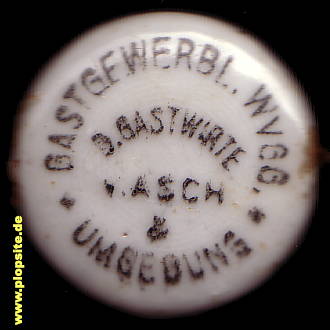 * GASTGEWERBL. WVGG. *
D. GASTWIRTE
V. ASCH
&
UMGEBUNG
www.plopsite.de